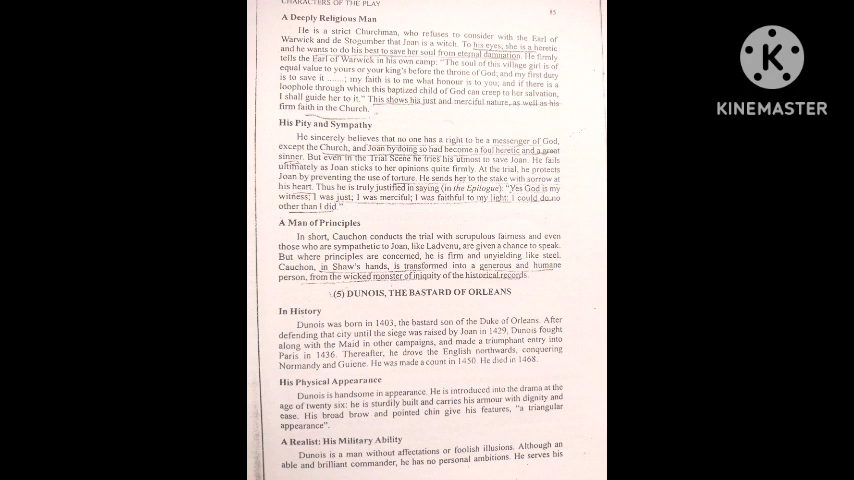 CHARACTERS OF THE PLAY
85
A Deeply Religious Man
He is a strict Churchman, who refuses to consider with the Earl of
Warwick and de Stogumber that Joan is a witch. To his eyes, she is a heretic
and he wants to do his best to save her soul from eternal damnation. He firmly
tells the Earl of Warwick in his own camp: "The soul of this village girl is of
equal value to yours or your king's before the throne of God; and my first duty
is to save it ......; my faith is to me what honour is to you; and if there is a
loophole through which this baptized child of God can creep to her salvation,
I shall guide her to it." This shows his just and merciful nature, as well as his
firm faith in the Church.
His Pity and Sympathy
He sincerely believes that no one has a right to be a messenger of God,
except the Church, and Joan by doing so had become a foul heretic and a great
sinner. But even in the Trial Scene he tries his utmost to save Joan. He fails
ultimately as Joan sticks to her opinions quite firmly. At the trial, he protects
Joan by preventing the use of torture. He sends her to the stake with sorrow at
his heart. Thus he is truly justified in saying (in the Epilogue): "Yes God is my
witness; I was just; I was merciful; I was faithful to my light: I could do no
other than I did."
A Man of Principles
In short, Cauchon conducts the trial with scrupulous fairness and even
those who are sympathetic to Joan, like Ladvenu, are given a chance to speak.
But where principles are concerned, he is firm and unyielding like steel.
Cauchon, in Shaw's hands, is transformed into a generous and humane
person, from the wicked monster of iniquity of the historical records.
(5) DUNOIS, THE BASTARD OF ORLEANS
In History
Dunois was born in 1403, the bastard son of the Duke of Orleans. After
defending that city until the siege was raised by Joan in 1429, Dunois fought
along with the Maid in other campaigns, and made a triumphant entry into
Paris in 1436. Thereafter, he drove the English northwards, conquering
Normandy and Guiene. He was made a count in 1450. He died in 1468.
His Physical Appearance
Dunois is handsome in appearance. He is introduced into the drama at the
age of twenty six: he is sturdily built and carries his armour with dignity and
ease. His broad brow and pointed chin give his features, "a triangular
appearance".
A Realist: His Military Ability
Dunois is a man without affectations or foolish illusions. Although an
able and brilliant commander, he has no personal ambitions. He serves his
KINEMASTER